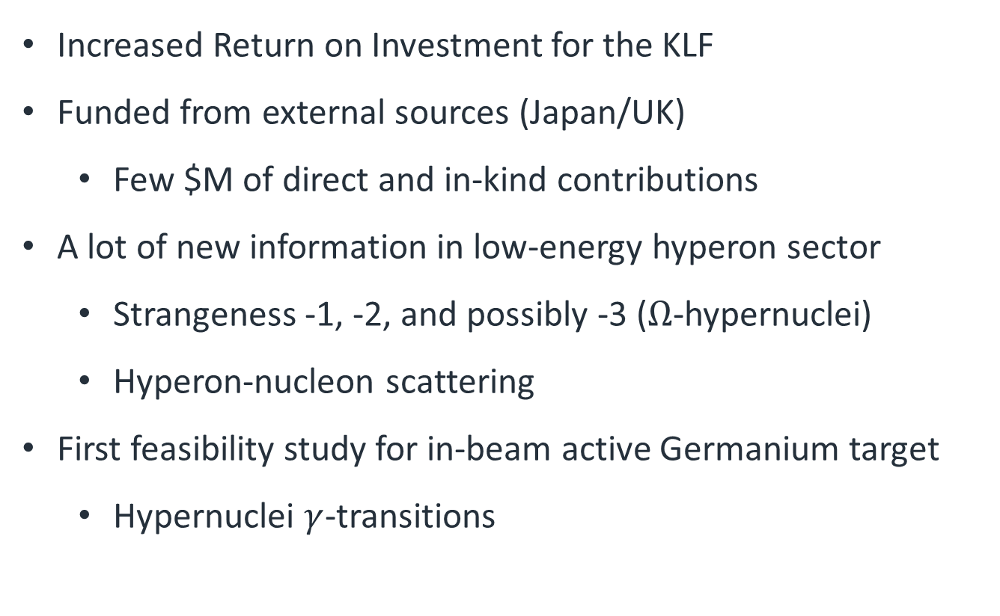 • Increased Return on Investment for the KLF
• Funded from external sources (Japan/UK)
• Few $M of direct and in-kind contributions
• A lot of new information in low-energy hyperon sector
• Strangeness -1, -2, and possibly -3 (Ω-hypernuclei)
• Hyperon-nucleon scattering
• First feasibility study for in-beam active Germanium target
• Hypernuclei γ-transitions